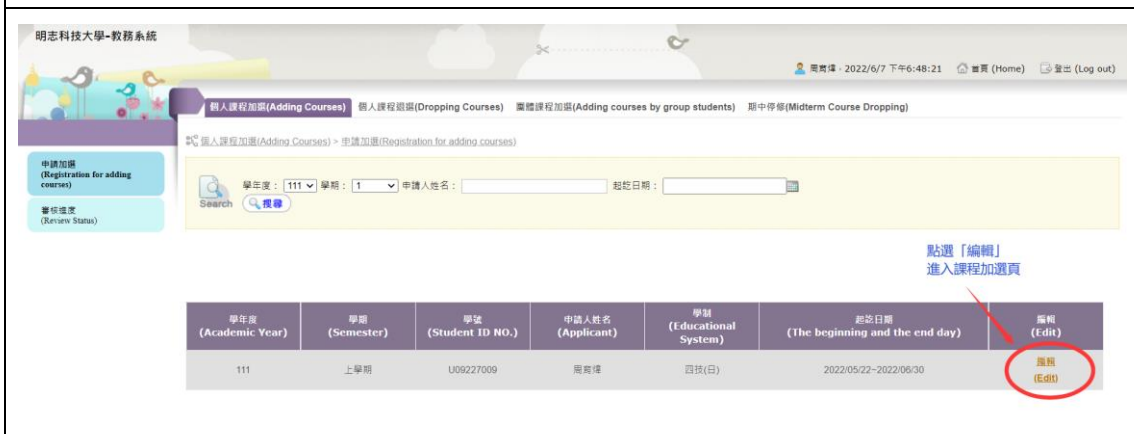 明志科技大學-教務系統
2022/6/7 下午6:48:21 首頁 (Home) 登出 (Log out)
個人課程加選(Adding Courses) 個人課程退選(Dropping Courses) 團體課程加選(Adding courses by group students) 期中停修(Midterm Course Dropping)
個人課程加選(Adding Courses) > 申請加選(Registration for adding courses)
申請加選
(Registration for adding
courses)
審核進度
(Review Status)
學年度： 111 學期： 1 申請人姓名： 起訖日期：
Search 搜尋
點選「編輯」
進入課程加選頁
學年度
(Academic Year)
學期
(Semester)
學號
(Student ID NO.)
申請人姓名
(Applicant)
學制
(Educational
System)
起訖日期
(The beginning and the end day)
編輯
(Edit)
111 上學期 U09227009 四技(日) 2022/05/22~2022/06/30
編輯
(Edit)